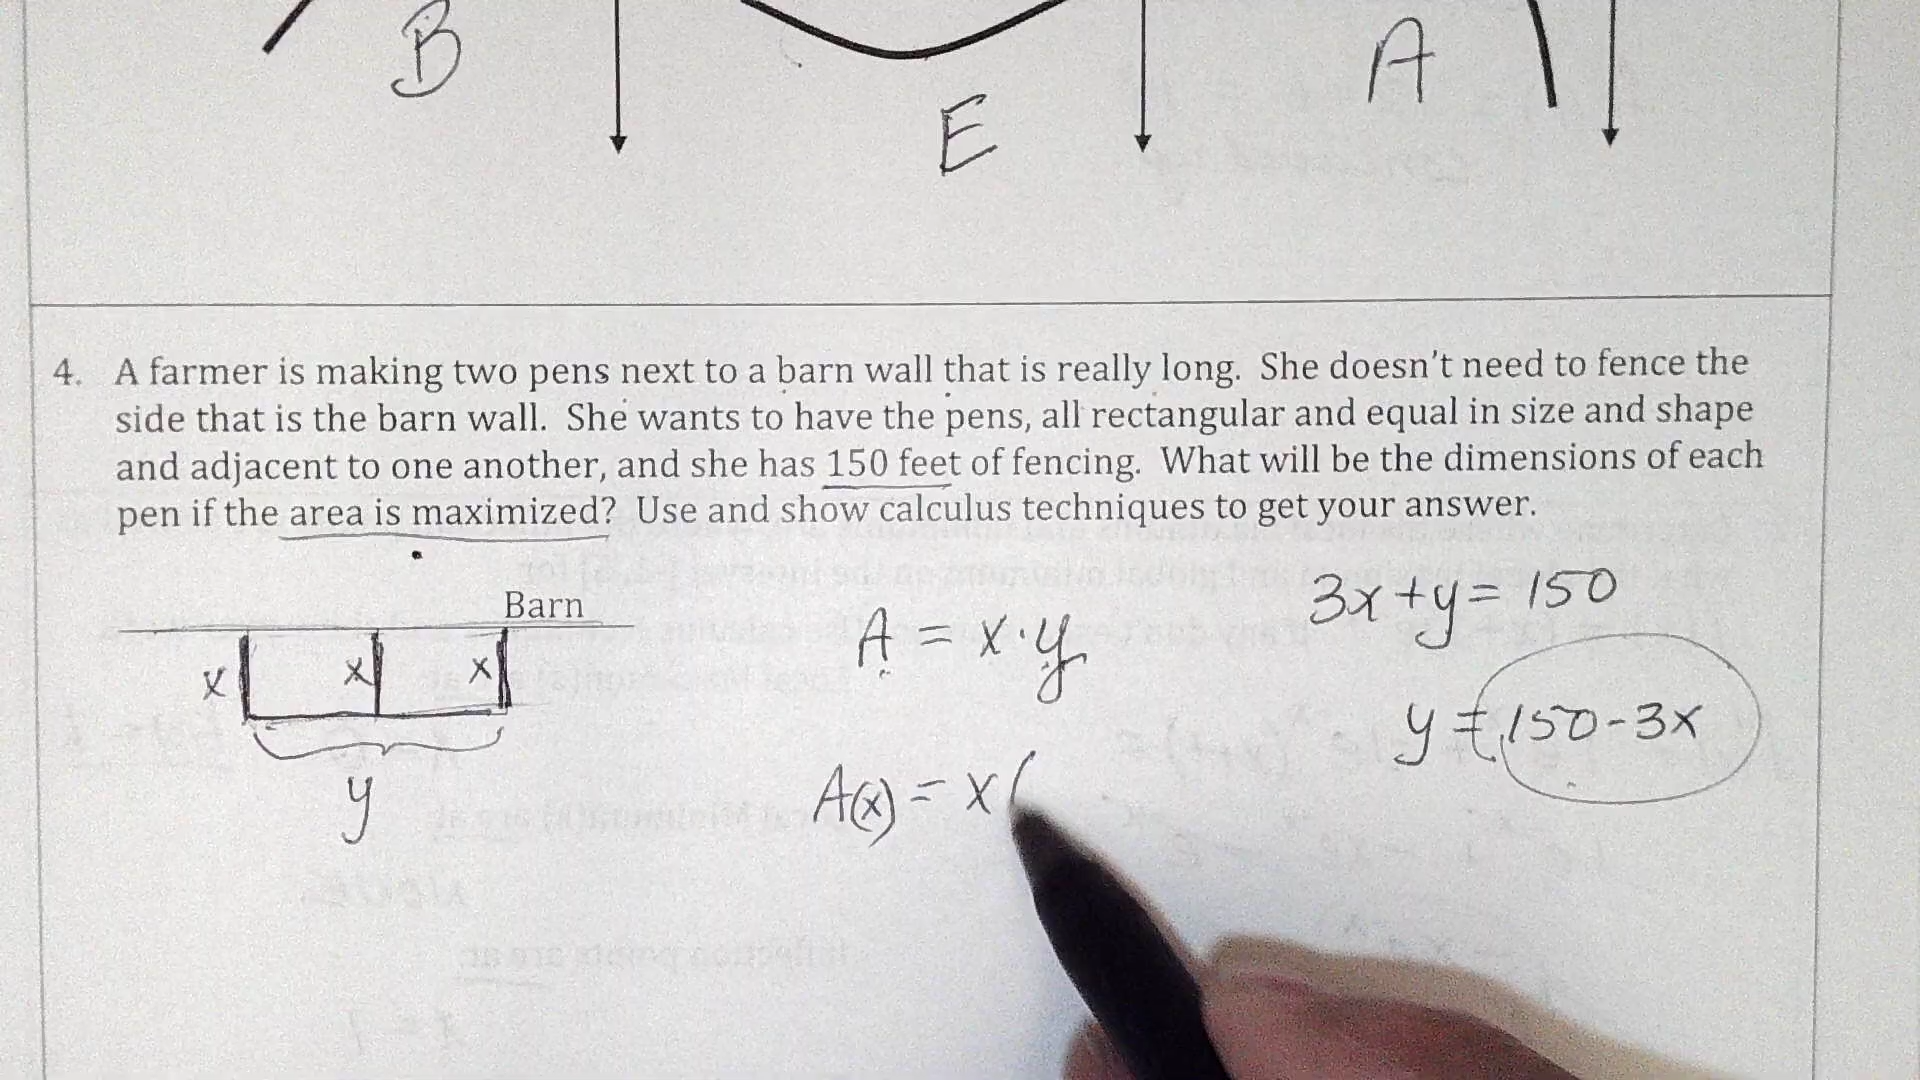 B
E
A
4. A farmer is making two pens next to a barn wall that is really long. She doesn't need to fence the
side that is the barn wall. She wants to have the pens, all rectangular and equal in size and shape
and adjacent to one another, and she has 150 feet of fencing. What will be the dimensions of each
pen if the area is maximized? Use and show calculus techniques to get your answer.
Barn
x x x
y
A = x·y
A(x) = x(
3x+y= 150
y = 150-3x